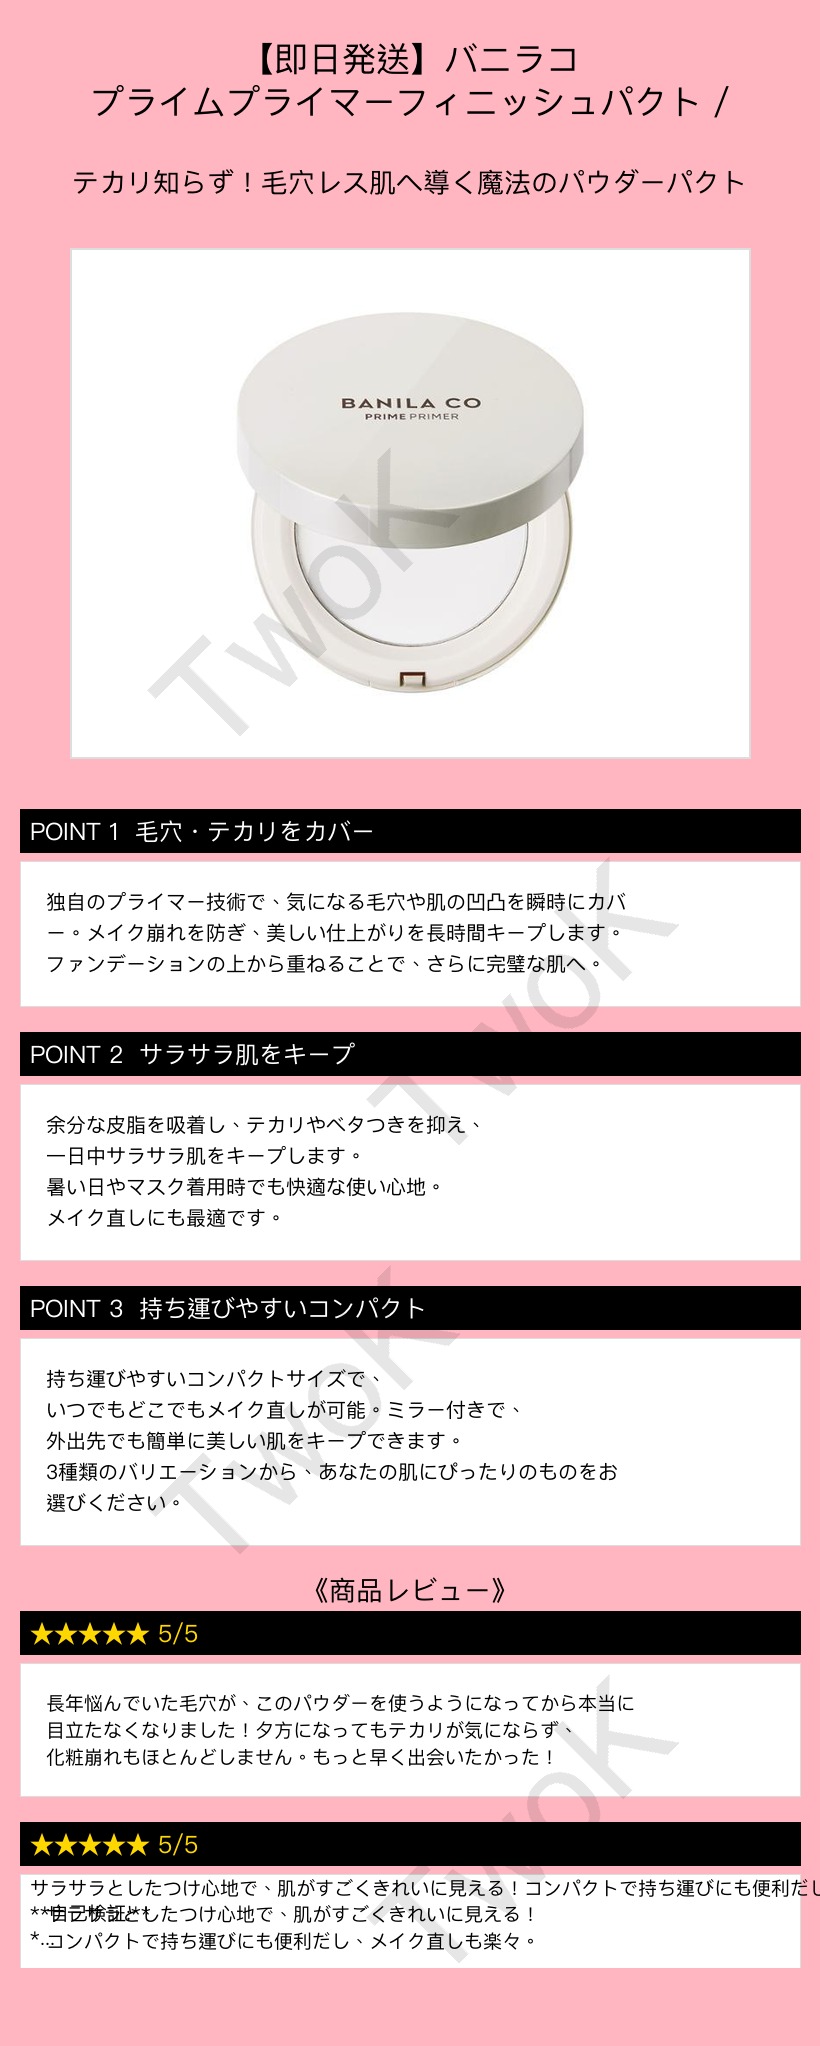 【即日発送】バニラコ
プライムプライマーフィニッシュパクト /
テカリ知らず！毛穴レス肌へ導く魔法のパウダーパクト
BANILA CO
PRIME PRIMER
TwoK
POINT 1 毛穴・テカリをカバー
独自のプライマー技術で、気になる毛穴や肌の凹凸を瞬時にカバ
ー。メイク崩れを防ぎ、美しい仕上がりを長時間キープします。
ファンデーションの上から重ねることで、さらに完璧な肌へ。
TwoK
POINT 2 サラサラ肌をキープ
余分な皮脂を吸着し、テカリやベタつきを抑え、
一日中サラサラ肌をキープします。
暑い日やマスク着用時でも快適な使い心地。
メイク直しにも最適です。
POINT 3 持ち運びやすいコンパクト
持ち運びやすいコンパクトサイズで、
いつでもどこでもメイク直しが可能。ミラー付きで、
外出先でも簡単に美しい肌をキープできます。
3種類のバリエーションから、あなたの肌にぴったりのものをお
選びください。
TwoK
《商品レビュー》
★★★★★ 5/5
長年悩んでいた毛穴が、このパウダーを使うようになってから本当に
目立たなくなりました！夕方になってもテカリが気にならず、
化粧崩れもほとんどしません。もっと早く出会いたかった！
TwoK
★★★★★ 5/5
サラサラとしたつけ心地で、肌がすごくきれいに見える！コンパクトで持ち運びにも便利だし
**自己検証:**
サラサラとしたつけ心地で、肌がすごくきれいに見える！
*...
コンパクトで持ち運びにも便利だし、メイク直しも楽々。